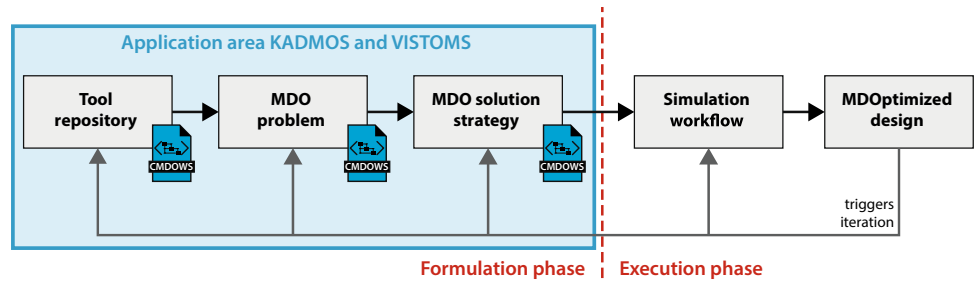 Application area KADMOS and VISTOMS
Tool
repository
MDO
problem
MDO solution
strategy
Simulation
workflow
MDOptimized
design
CMDOWS
CMDOWS
CMDOWS
triggers
iteration
Formulation phase
Execution phase